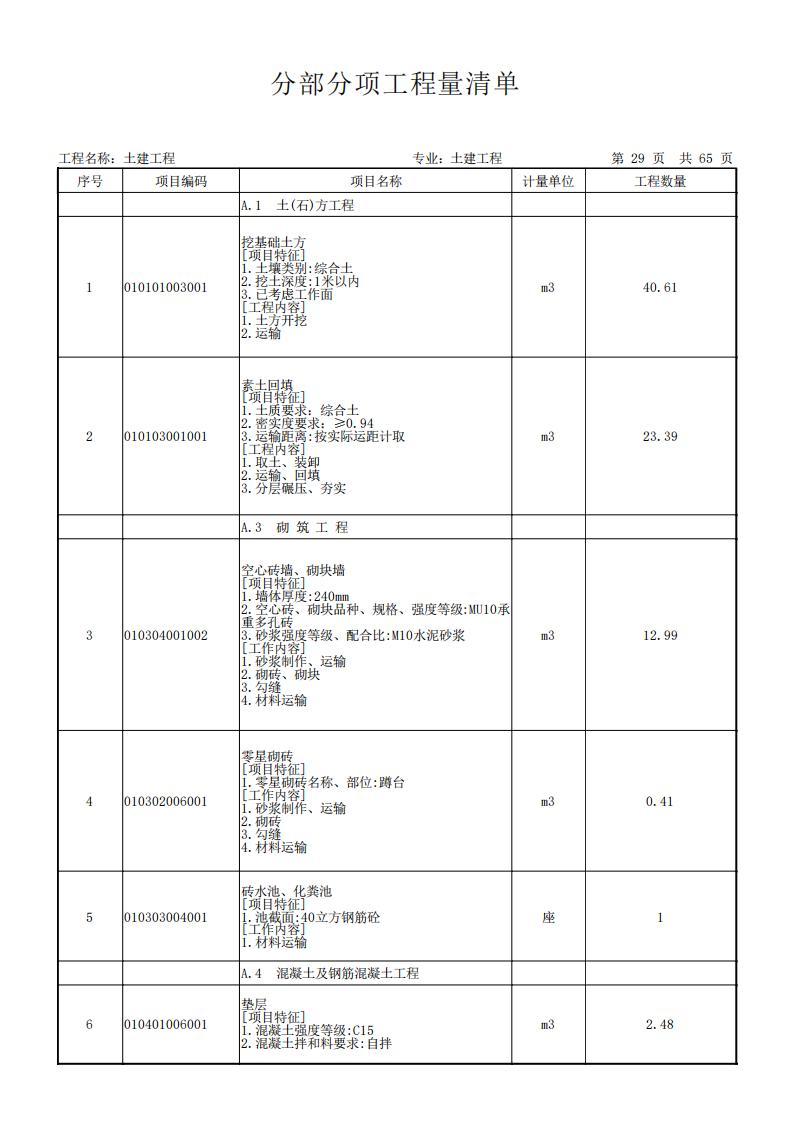 分部分项工程量清单
工程名称：土建工程 专业：土建工程 第 29 页 共 65 页
序号 项目编码 项目名称 计量单位 工程数量
A.1 土(石)方工程
挖基础土方
[项目特征]
1.土壤类别:综合土
2.挖土深度:1米以内
1 010101003001 m3 40.61
3.已考虑工作面
[工程内容]
1.土方开挖
2.运输
素土回填
[项目特征]
1.土质要求：综合土
2.密实度要求：≥0.94
2 010103001001 3.运输距离:按实际运距计取 m3 23.39
[工程内容]
1.取土、装卸
2.运输、回填
3.分层碾压、夯实
A.3 砌 筑 工 程
空心砖墙、砌块墙
[项目特征]
1.墙体厚度:240mm
2.空心砖、砌块品种、规格、强度等级:MU10承
重多孔砖
3 010304001002 3.砂浆强度等级、配合比:M10水泥砂浆 m3 12.99
[工作内容]
1.砂浆制作、运输
2.砌砖、砌块
3.勾缝
4.材料运输
零星砌砖
[项目特征]
1.零星砌砖名称、部位:蹲台
[工作内容]
4 010302006001 m3 0.41
1.砂浆制作、运输
2.砌砖
3.勾缝
4.材料运输
砖水池、化粪池
[项目特征]
5 010303004001 1.池截面:40立方钢筋砼 座 1
[工作内容]
1.材料运输
A.4 混凝土及钢筋混凝土工程
垫层
[项目特征]
6 010401006001 m3 2.48
1.混凝土强度等级:C15
2.混凝土拌和料要求:自拌